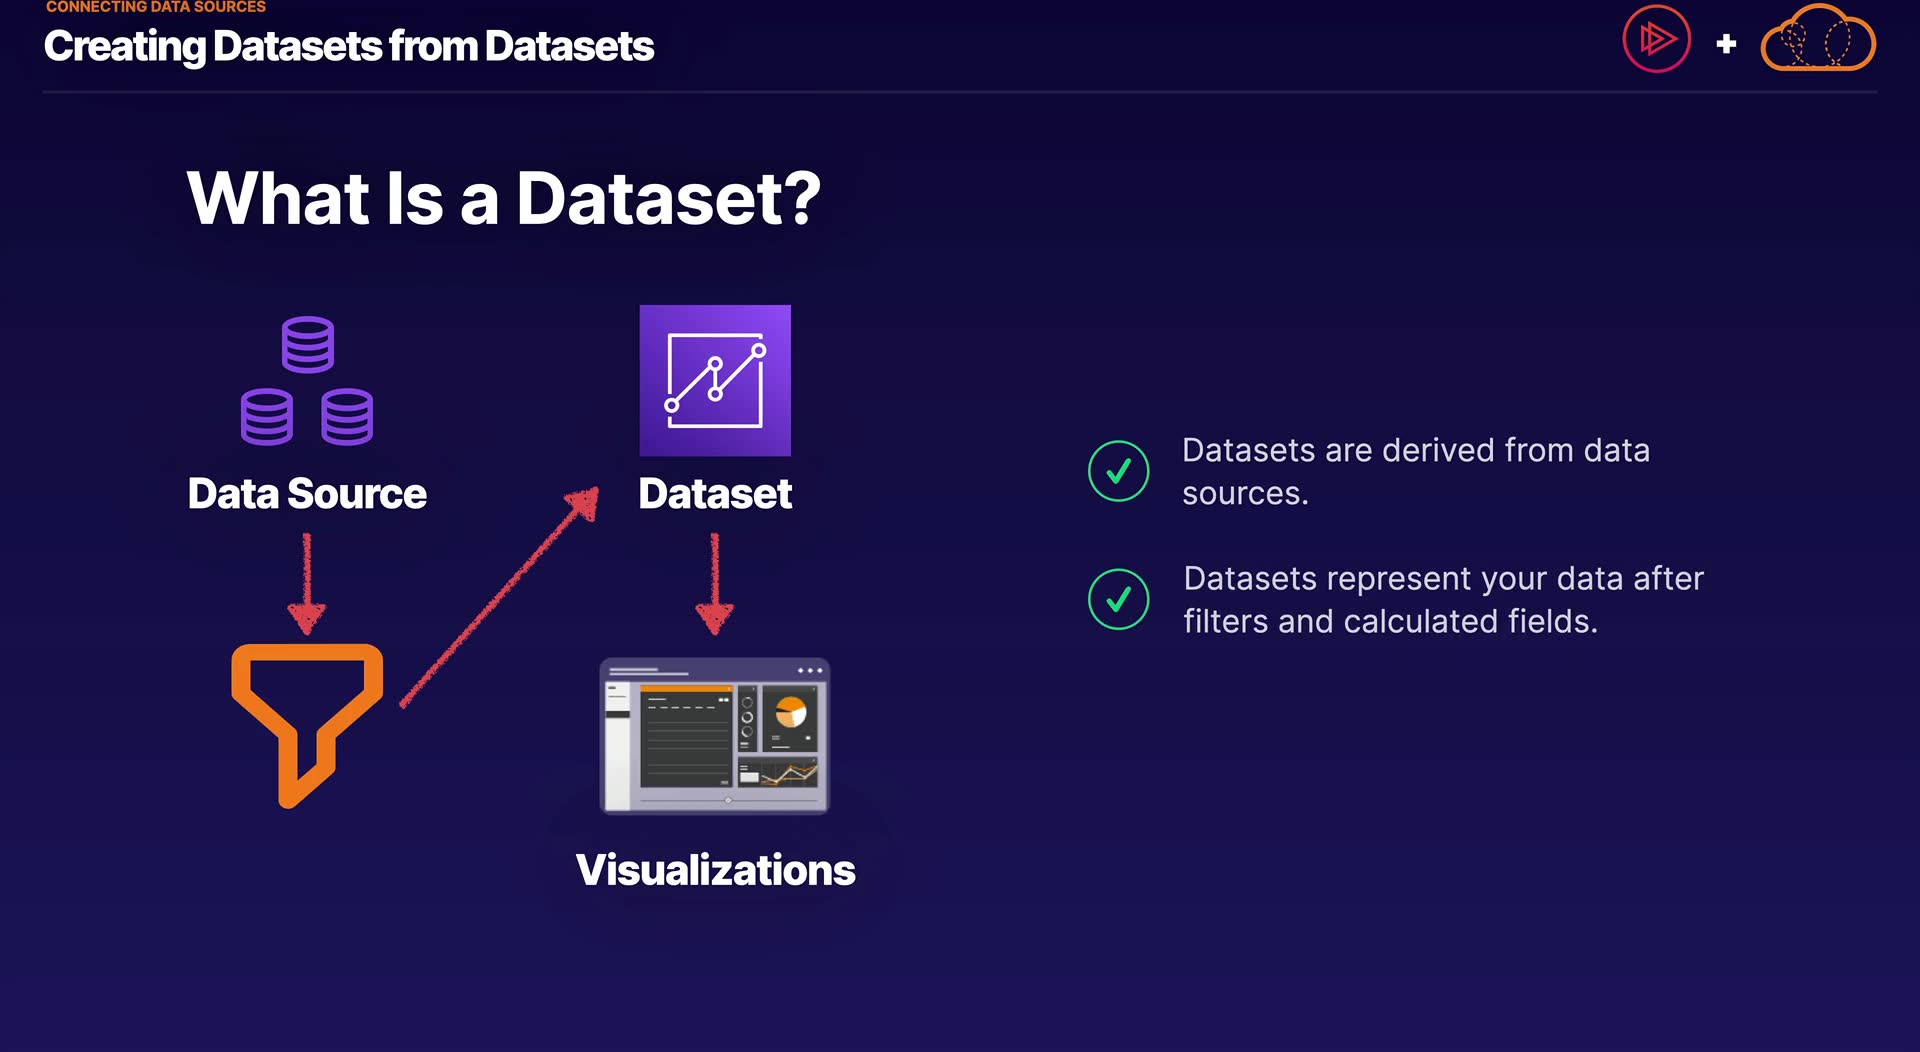 CONNECTING DATA SOURCES
Creating Datasets from Datasets
What Is a Dataset?
Data Source
Dataset
Visualizations
Datasets are derived from data
sources.
Datasets represent your data after
filters and calculated fields.